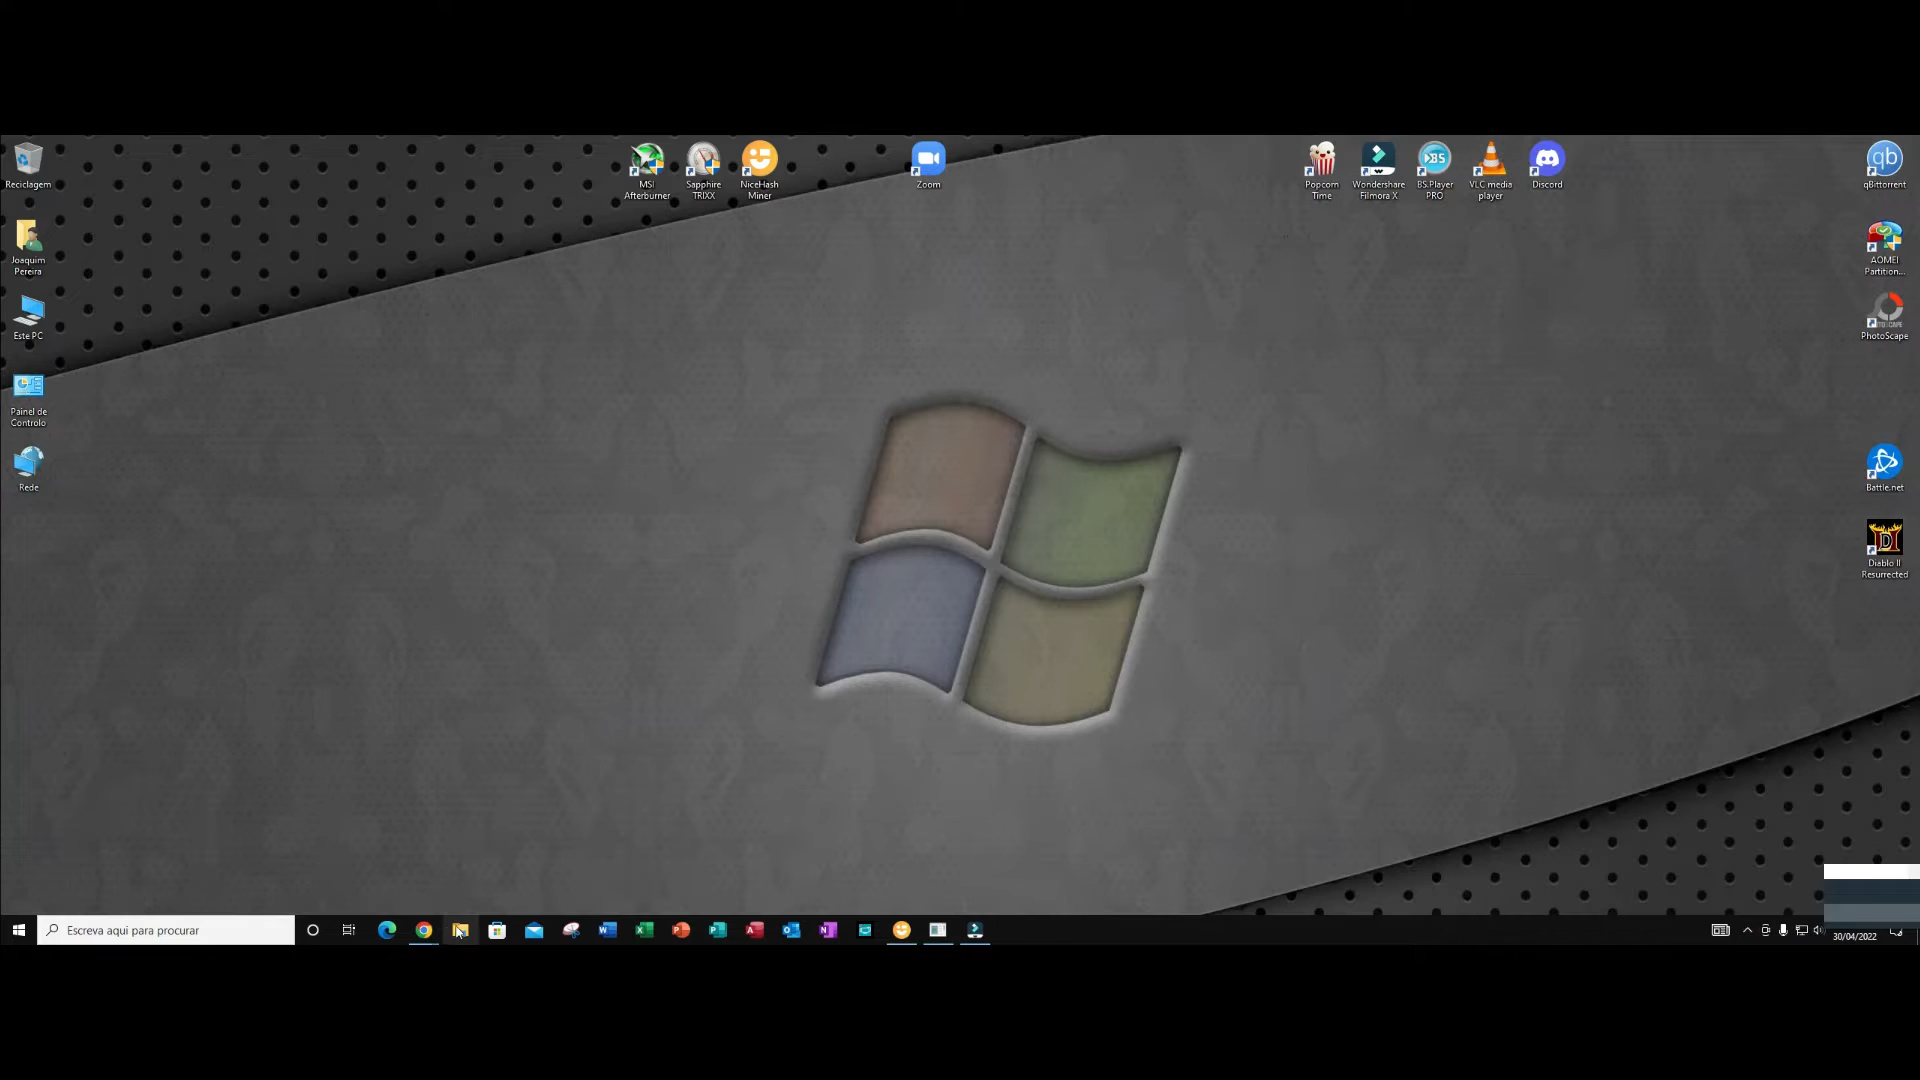 Reciclagem
MSI
Afterburner
Sapphire
TRIXX
NiceHash
Miner
Zoom
Popcorn
Time
Wondershare
Filmora X
BS.Player
PRO
VLC media
player
Discord
qBittorrent
Joaquim
Pereira
AOMEI
Partition...
Este PC
PhotoScape
Painel de
Controlo
Rede
Battle.net
Diablo II
Resurrected
Escreva aqui para procurar
30/04/2022